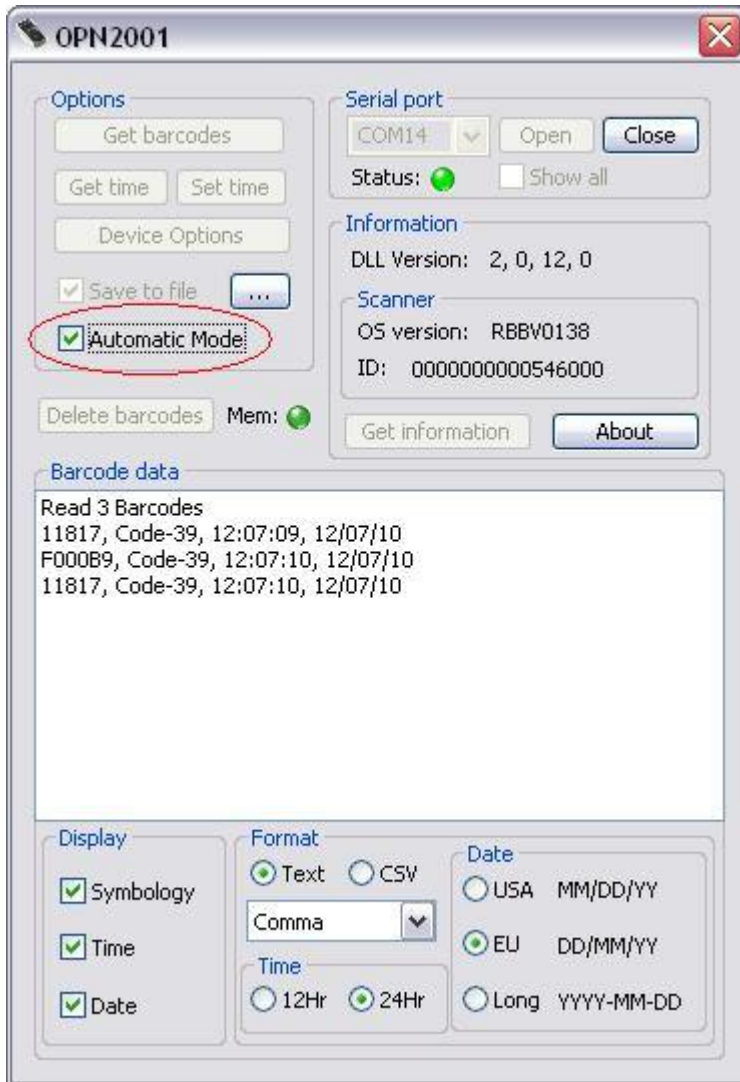 OPN2001
Options
Get barcodes
Get time Set time
Device Options
Save to file ...
Automatic Mode
Delete barcodes Mem:
Serial port
COM14 Open Close
Status: Show all
Information
DLL Version: 2, 0, 12, 0
Scanner
OS version: RBBV0138
ID: 0000000000546000
Get information About
Barcode data
Read 3 Barcodes
11817, Code-39, 12:07:09, 12/07/10
F000B9, Code-39, 12:07:10, 12/07/10
11817, Code-39, 12:07:10, 12/07/10
Display
Symbology
Time
Date
Format
Text CSV
Comma
Time
12Hr 24Hr
Date
USA MM/DD/YY
EU DD/MM/YY
Long YYYY-MM-DD